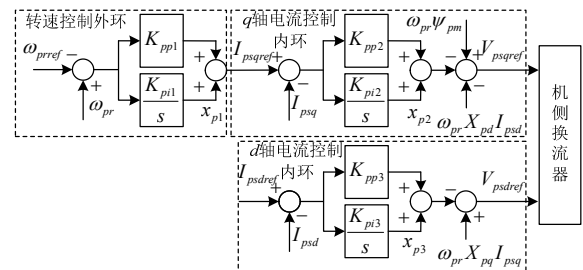 转速控制外环
ω_prref
−
+
ω_pr
K_pp1
K_pi1
s
+
+
x_p1
q轴电流控制
内环
I_psqref
+
−
I_psq
K_pp2
K_pi2
s
+
+
x_p2
ω_pr ψ_pm
−
+
−
V_psqref
ω_pr X_pd I_psd
d轴电流控制
内环
I_psdref
+
−
I_psd
K_pp3
K_pi3
s
+
+
x_p3
−
+
V_psdref
ω_pr X_pq I_psq
机侧换流器